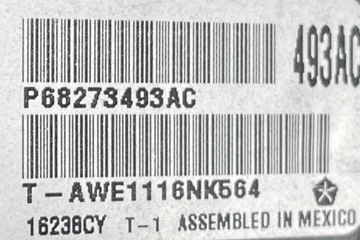 493AC
P68273493AC
T-AWE1116NK564
16238CY T-1 ASSEMBLED IN MEXICO